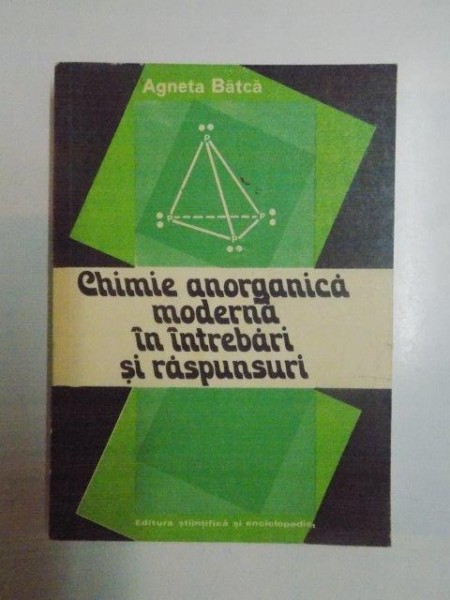 Agneta Bâtcă
P
P
P
P
Chimie anorganică
modernă
în întrebări
și răspunsuri
Editura științifică și enciclopedică